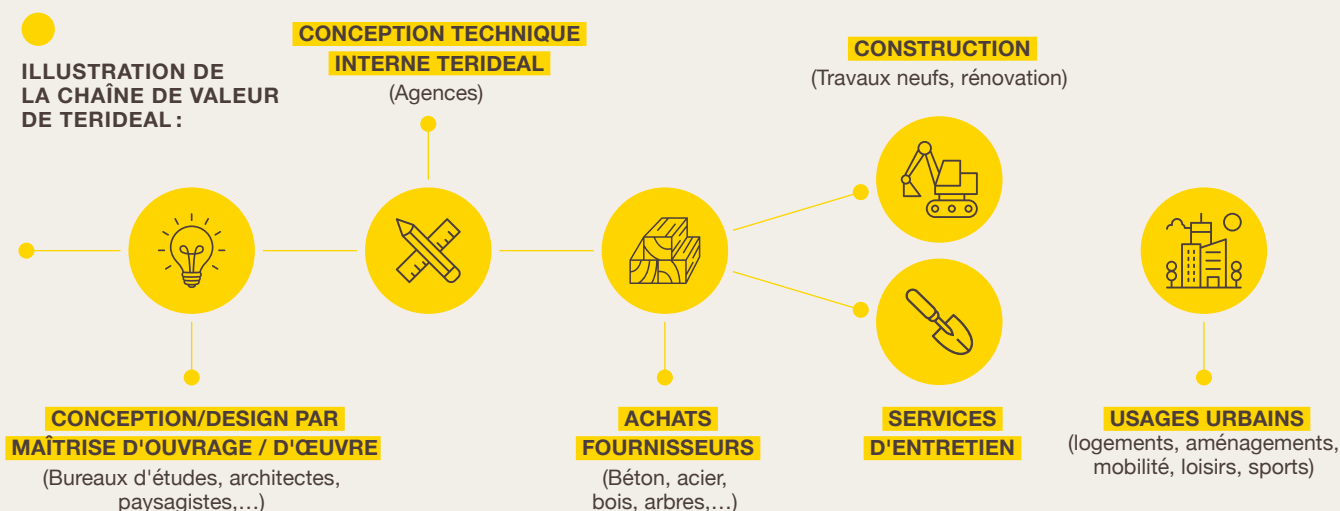 ILLUSTRATION DE
LA CHAÎNE DE VALEUR
DE TERIDEAL :
CONCEPTION TECHNIQUE
INTERNE TERIDEAL
(Agences)
CONSTRUCTION
(Travaux neufs, rénovation)
CONCEPTION/DESIGN PAR
MAÎTRISE D'OUVRAGE / D'ŒUVRE
(Bureaux d'études, architectes,
paysagistes,…)
ACHATS
FOURNISSEURS
(Béton, acier,
bois, arbres,…)
SERVICES
D'ENTRETIEN
USAGES URBAINS
(logements, aménagements,
mobilité, loisirs, sports)